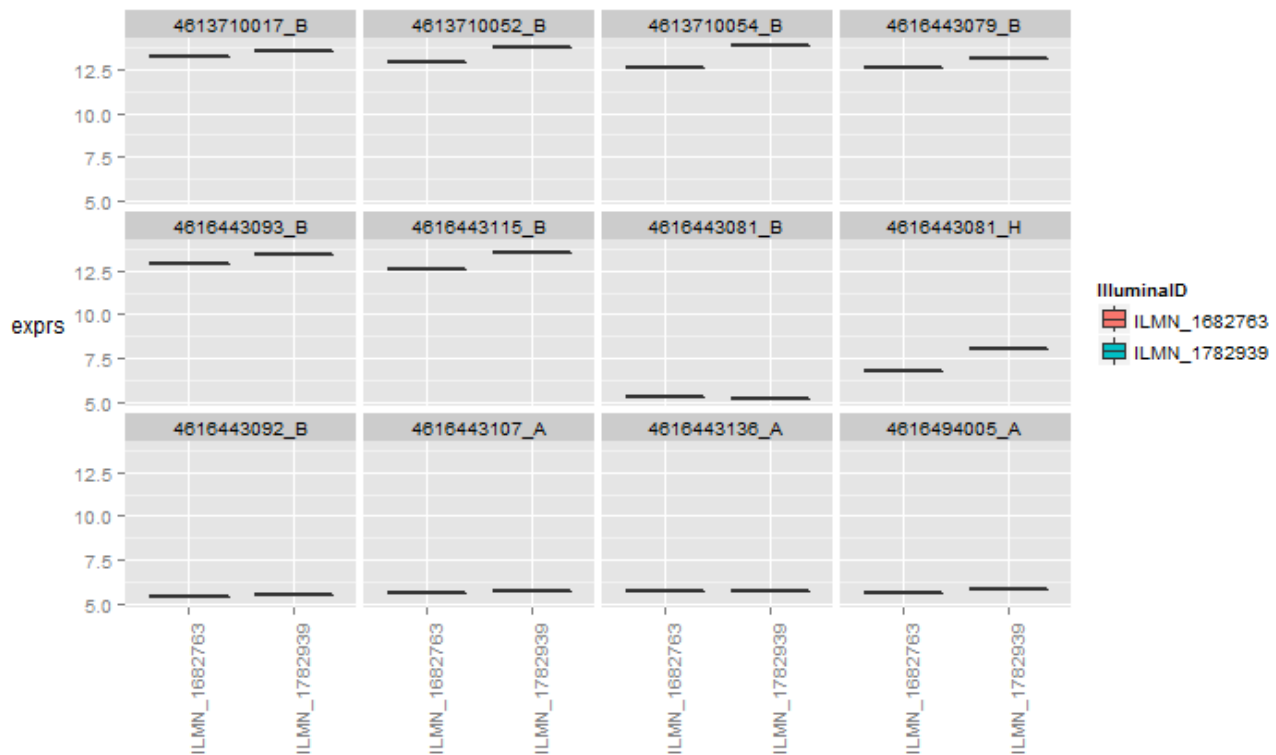 4613710017_B 4613710052_B 4613710054_B 4616443079_B
12.5
10.0
7.5
5.0
4616443093_B 4616443115_B 4616443081_B 4616443081_H
12.5
10.0
7.5
5.0
exprs
IlluminaID
ILMN_1682763
ILMN_1782939
4616443092_B 4616443107_A 4616443136_A 4616494005_A
12.5
10.0
7.5
5.0
ILMN_1682763 ILMN_1782939 ILMN_1682763 ILMN_1782939 ILMN_1682763 ILMN_1782939 ILMN_1682763 ILMN_1782939